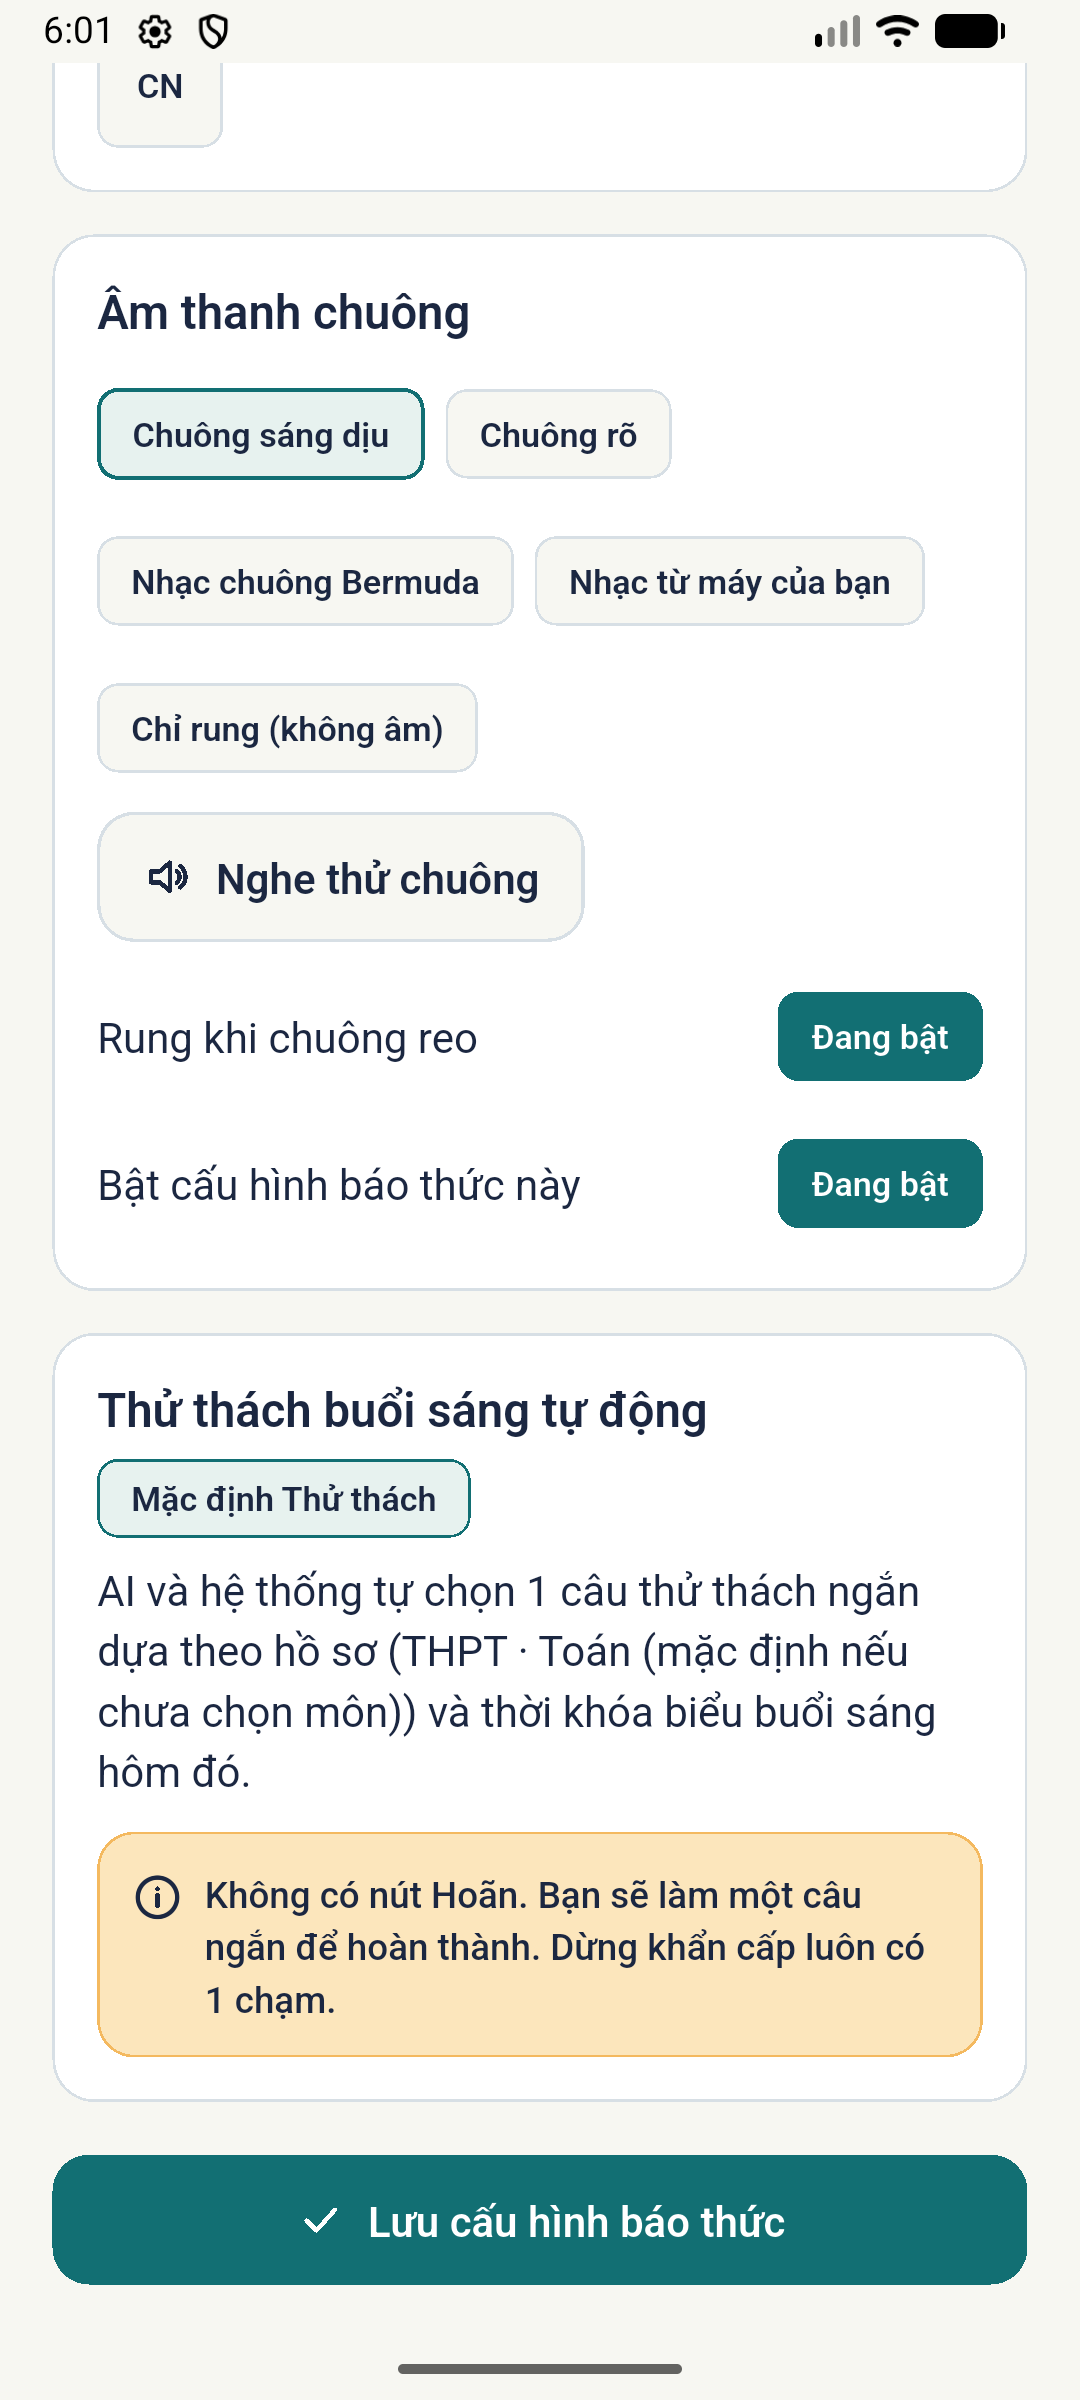 6:01
CN
Âm thanh chuông
Chuông sáng dịu
Chuông rõ
Nhạc chuông Bermuda
Nhạc từ máy của bạn
Chỉ rung (không âm)
Nghe thử chuông
Rung khi chuông reo
Đang bật
Bật cấu hình báo thức này
Đang bật
Thử thách buổi sáng tự động
Mặc định Thử thách
AI và hệ thống tự chọn 1 câu thử thách ngắn
dựa theo hồ sơ (THPT · Toán (mặc định nếu
chưa chọn môn)) và thời khóa biểu buổi sáng
hôm đó.
Không có nút Hoãn. Bạn sẽ làm một câu
ngắn để hoàn thành. Dừng khẩn cấp luôn có
1 chạm.
Lưu cấu hình báo thức